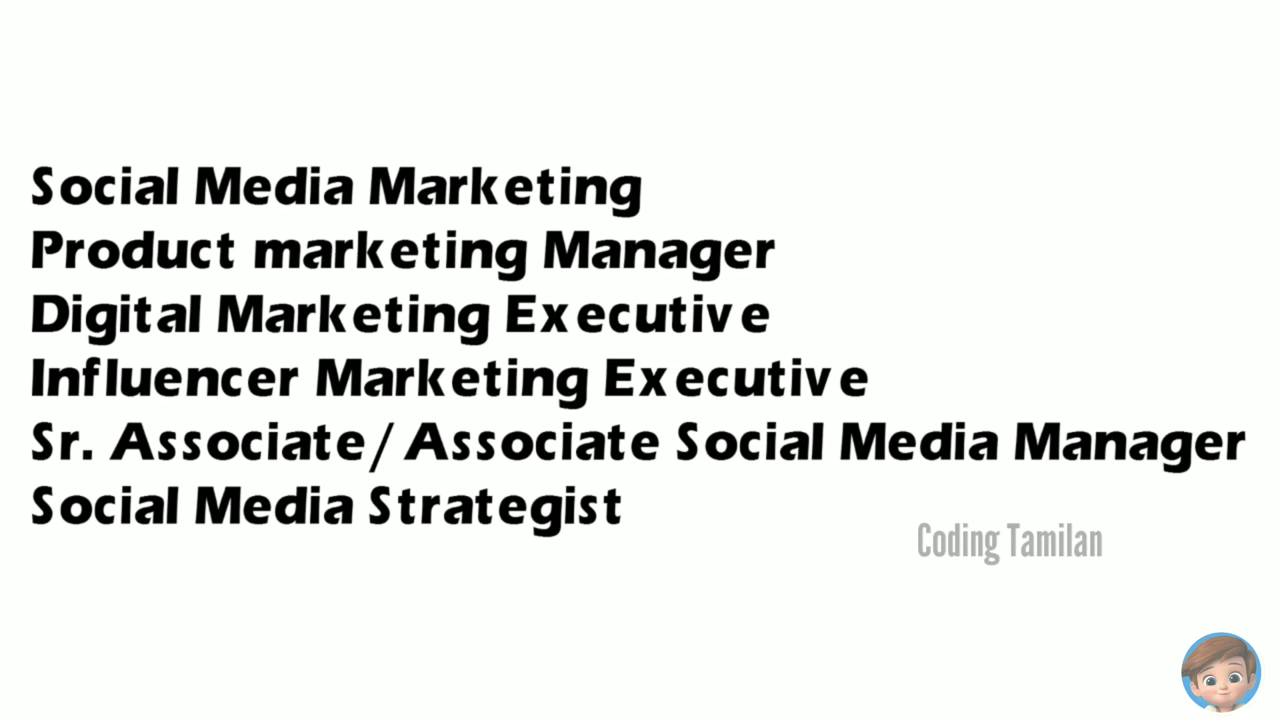 Social Media Marketing
Product marketing Manager
Digital Marketing Executive
Influencer Marketing Executive
Sr. Associate/Associate Social Media Manager
Social Media Strategist
Coding Tamilan